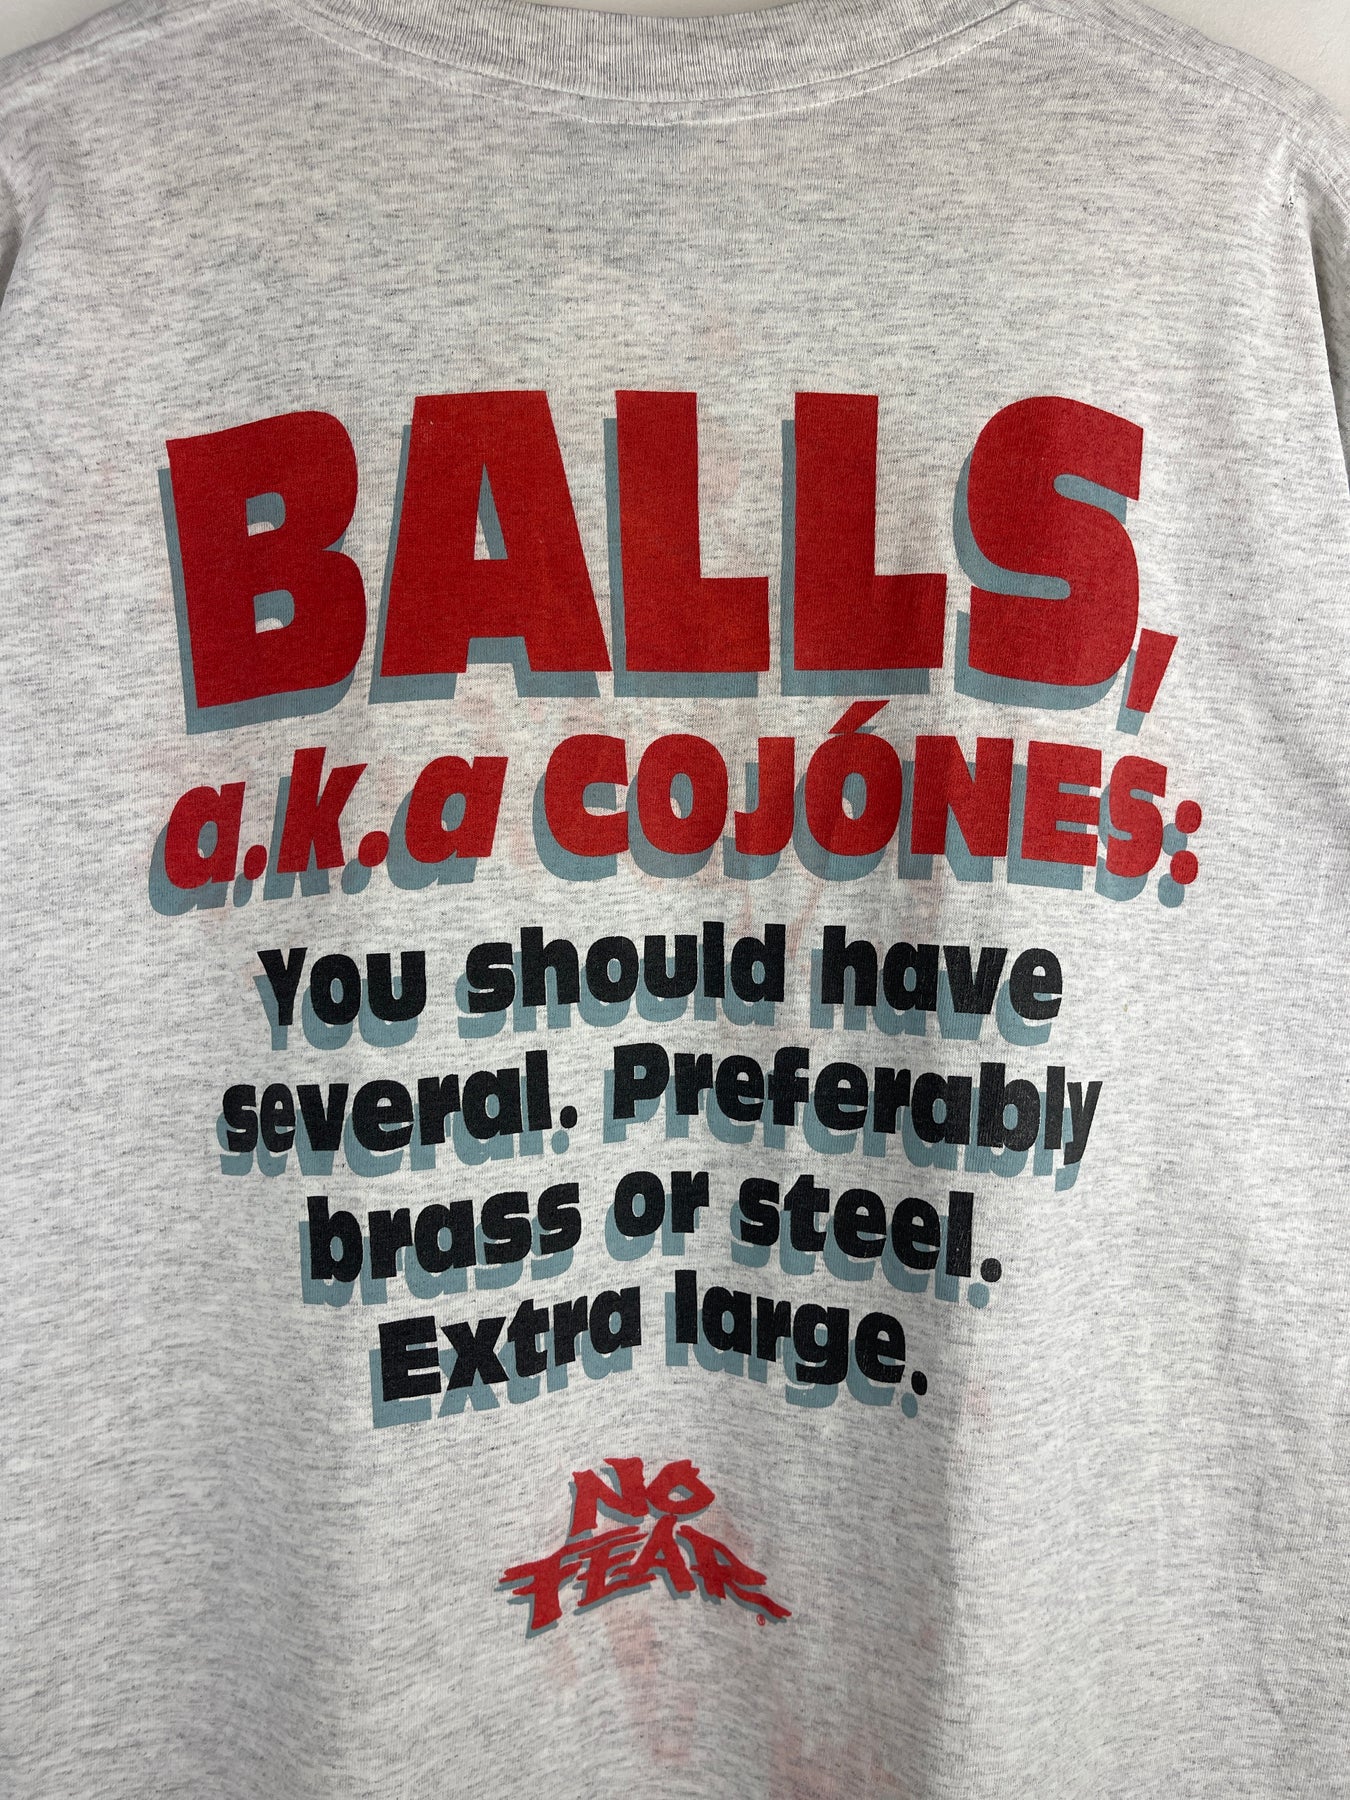 BALLS,
a.k.a COJÓNES:
You should have
several. Preferably
brass or steel.
Extra large.
NO
FEAR
®